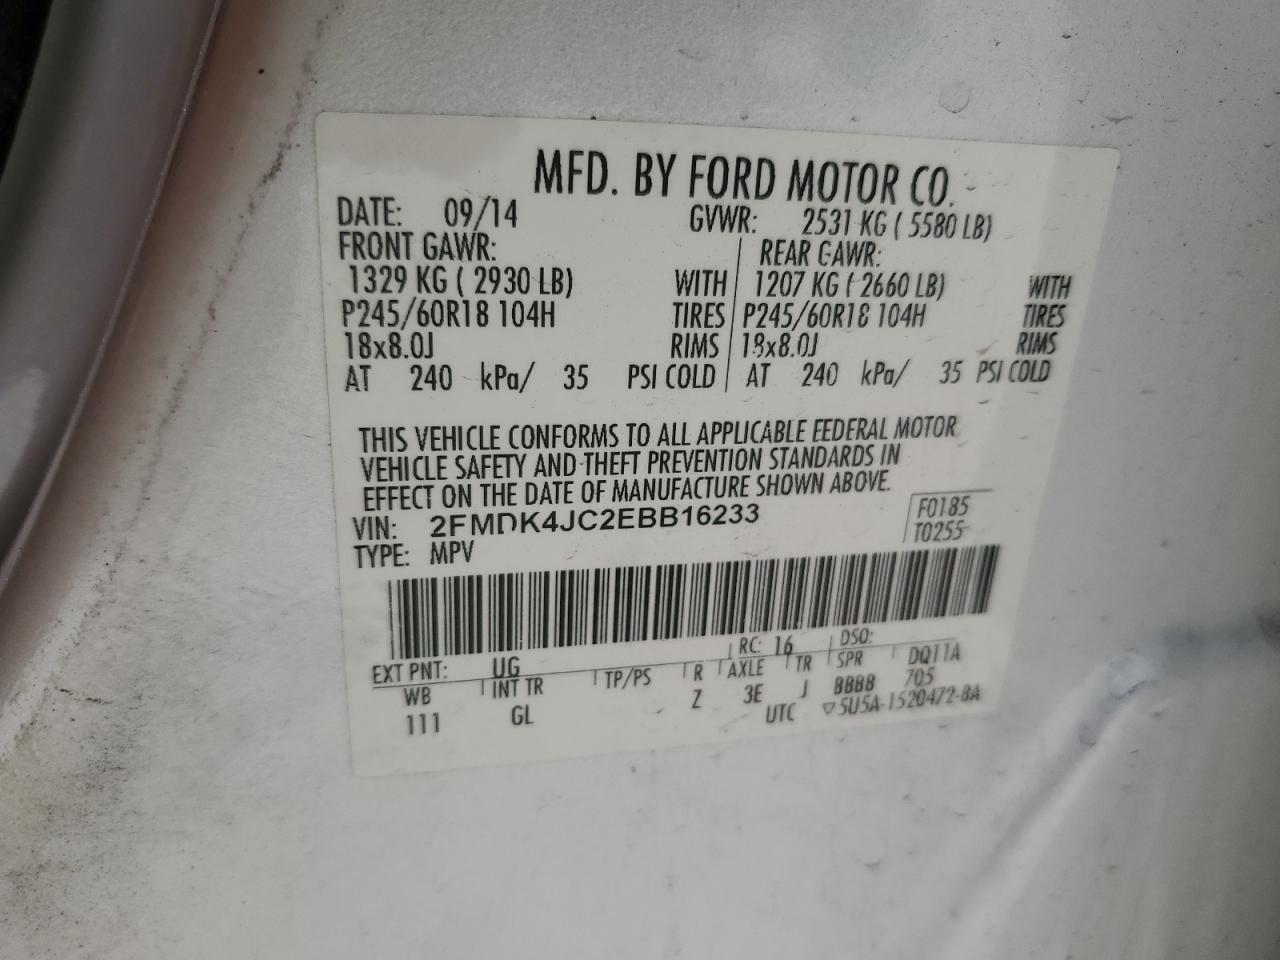 MFD. BY FORD MOTOR CO.
DATE: 09/14 GVWR: 2531 KG ( 5580 LB)
FRONT GAWR: REAR GAWR:
1329 KG ( 2930 LB) WITH 1207 KG ( 2660 LB) WITH
P245/60R18 104H TIRES P245/60R18 104H TIRES
18x8.0J RIMS 18x8.0J RIMS
AT 240 kPa/ 35 PSI COLD AT 240 kPa/ 35 PSI COLD
THIS VEHICLE CONFORMS TO ALL APPLICABLE FEDERAL MOTOR
VEHICLE SAFETY AND THEFT PREVENTION STANDARDS IN
EFFECT ON THE DATE OF MANUFACTURE SHOWN ABOVE.
VIN: 2FMDK4JC2EBB16233 F0185
TYPE: MPV T0255
EXT PNT: UG RC: 16 DSO:
WB INT TR TP/PS R AXLE TR SPR DQ11A
111 GL Z 3E J 8888 705
UTC ▽5U5A-1520472-BA